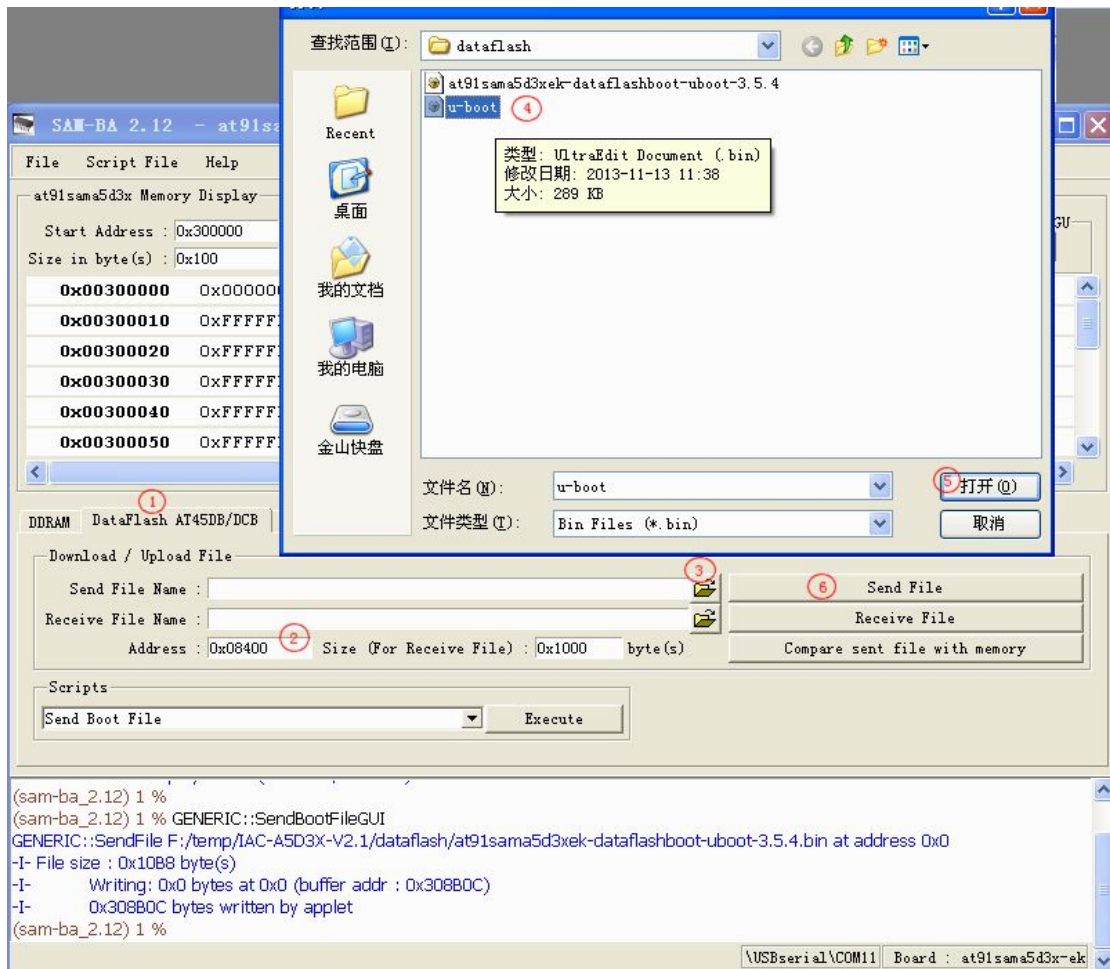 查找范围(I):
dataflash
at91sama5d3xek-dataflashboot-uboot-3.5.4
u-boot
4
类型: UltraEdit Document (.bin)
修改日期: 2013-11-13 11:38
大小: 289 KB
Recent
桌面
我的文档
我的电脑
金山快盘
文件名(N):
u-boot
5
打开(O)
文件类型(T):
Bin Files (*.bin)
取消
SAM-BA 2.12 - at91sa
File Script File Help
at91sama5d3x Memory Display
Start Address : 0x300000
Size in byte(s) : 0x100
0x00300000 0x000000
0x00300010 0xFFFFF
0x00300020 0xFFFFF
0x00300030 0xFFFFF
0x00300040 0xFFFFF
0x00300050 0xFFFFF
1
DDRAM DataFlash AT45DB/DCB
Download / Upload File
3
Send File Name :
6 Send File
Receive File Name :
Receive File
Address : 0x08400 2 Size (For Receive File) : 0x1000 byte(s)
Compare sent file with memory
Scripts
Send Boot File Execute
(sam-ba_2.12) 1 %
(sam-ba_2.12) 1 % GENERIC::SendBootFileGUI
GENERIC::SendFile F:/temp/IAC-A5D3X-V2.1/dataflash/at91sama5d3xek-dataflashboot-uboot-3.5.4.bin at address 0x0
-I- File size : 0x10B8 byte(s)
-I- Writing: 0x0 bytes at 0x0 (buffer addr : 0x308B0C)
-I- 0x308B0C bytes written by applet
(sam-ba_2.12) 1 %
\USBserial\COM11 Board : at91sama5d3x-ek